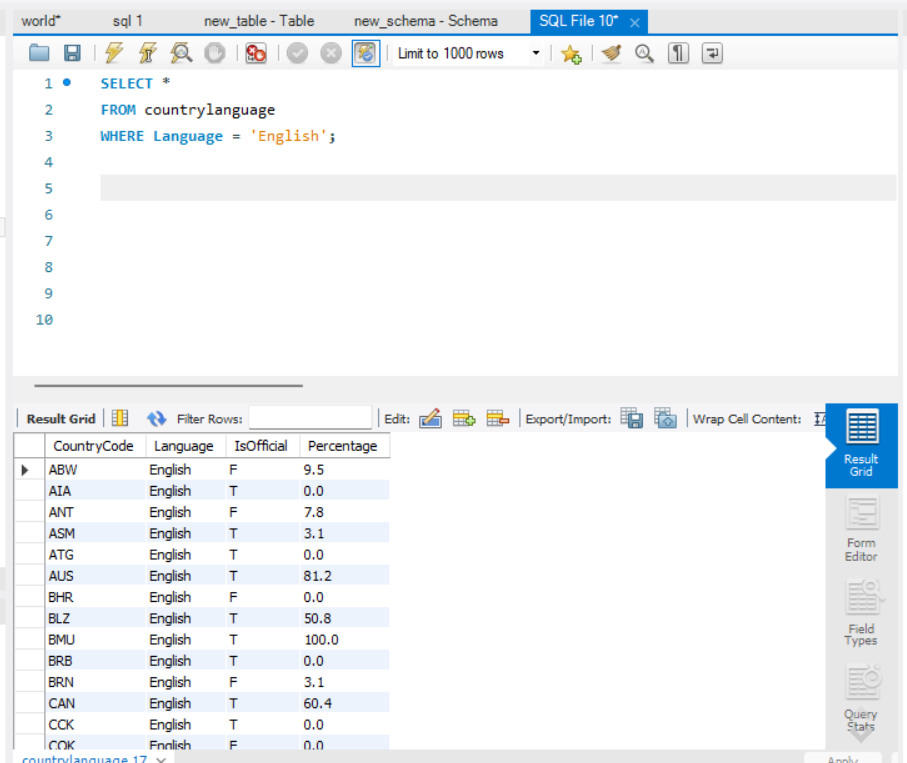 world* sql 1 new_table - Table new_schema - Schema SQL File 10* ×
Limit to 1000 rows
1 SELECT *
2 FROM countrylanguage
3 WHERE Language = 'English';
4
5
6
7
8
9
10
Result Grid Filter Rows: Edit: Export/Import: Wrap Cell Content:
CountryCode Language IsOfficial Percentage
ABW English F 9.5
AIA English T 0.0
ANT English F 7.8
ASM English T 3.1
ATG English T 0.0
AUS English T 81.2
BHR English F 0.0
BLZ English T 50.8
BMU English T 100.0
BRB English T 0.0
BRN English F 3.1
CAN English T 60.4
CCK English T 0.0
COK English F 0.0
Result
Grid
Form
Editor
Field
Types
Query
Stats
countrylanguage 17 × Apply